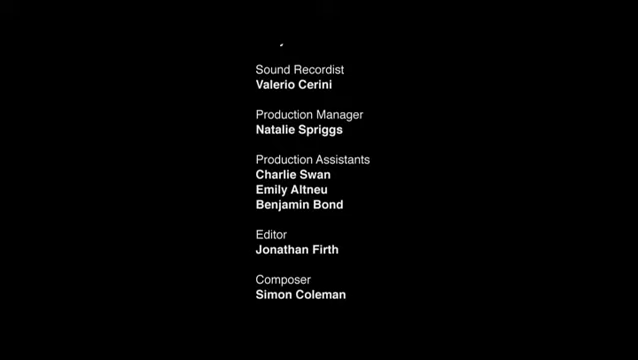 Sound Recordist
Valerio Cerini
Production Manager
Natalie Spriggs
Production Assistants
Charlie Swan
Emily Altneu
Benjamin Bond
Editor
Jonathan Firth
Composer
Simon Coleman